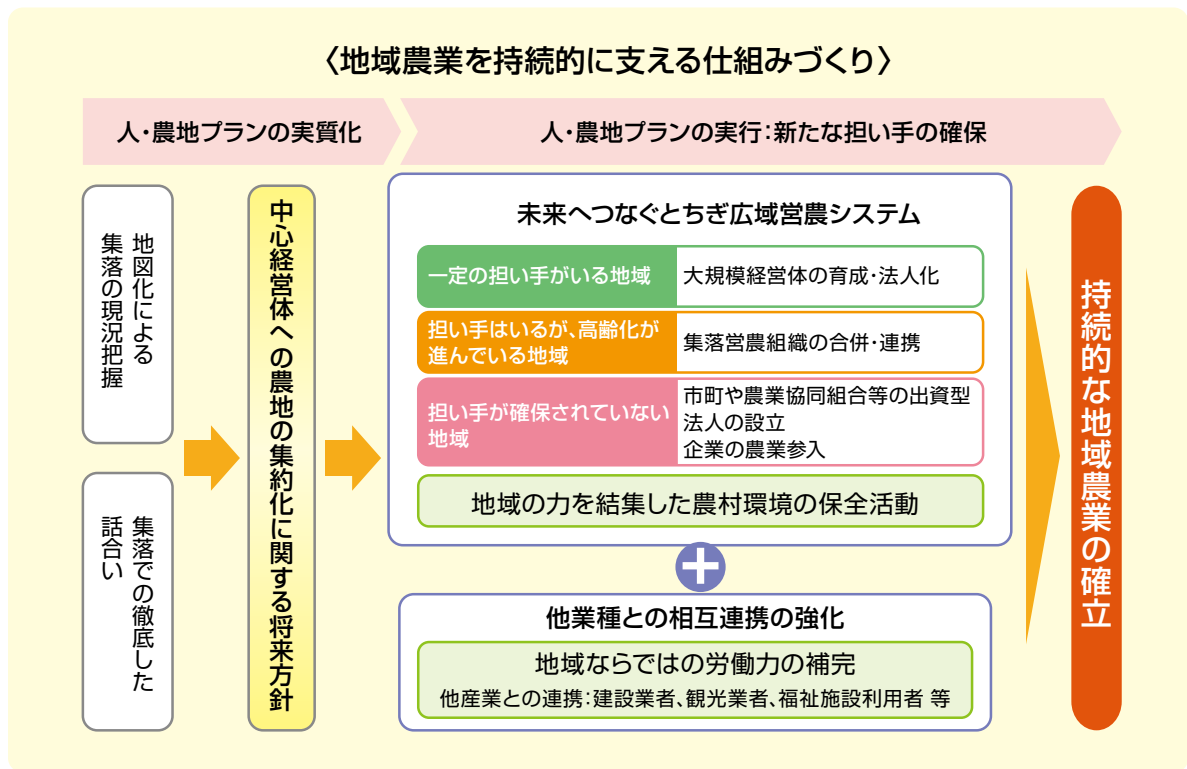 〈地域農業を持続的に支える仕組みづくり〉
人・農地プランの実質化
人・農地プランの実行:新たな担い手の確保
地図化による
集落の現況把握
集落での徹底した
話合い
中心経営体への農地の集約化に関する将来方針
未来へつなぐとちぎ広域営農システム
一定の担い手がいる地域
大規模経営体の育成・法人化
担い手はいるが、高齢化が
進んでいる地域
集落営農組織の合併・連携
担い手が確保されていない
地域
市町や農業協同組合等の出資型
法人の設立
企業の農業参入
地域の力を結集した農村環境の保全活動
他業種との相互連携の強化
地域ならではの労働力の補完
他産業との連携:建設業者、観光業者、福祉施設利用者 等
持続的な地域農業の確立